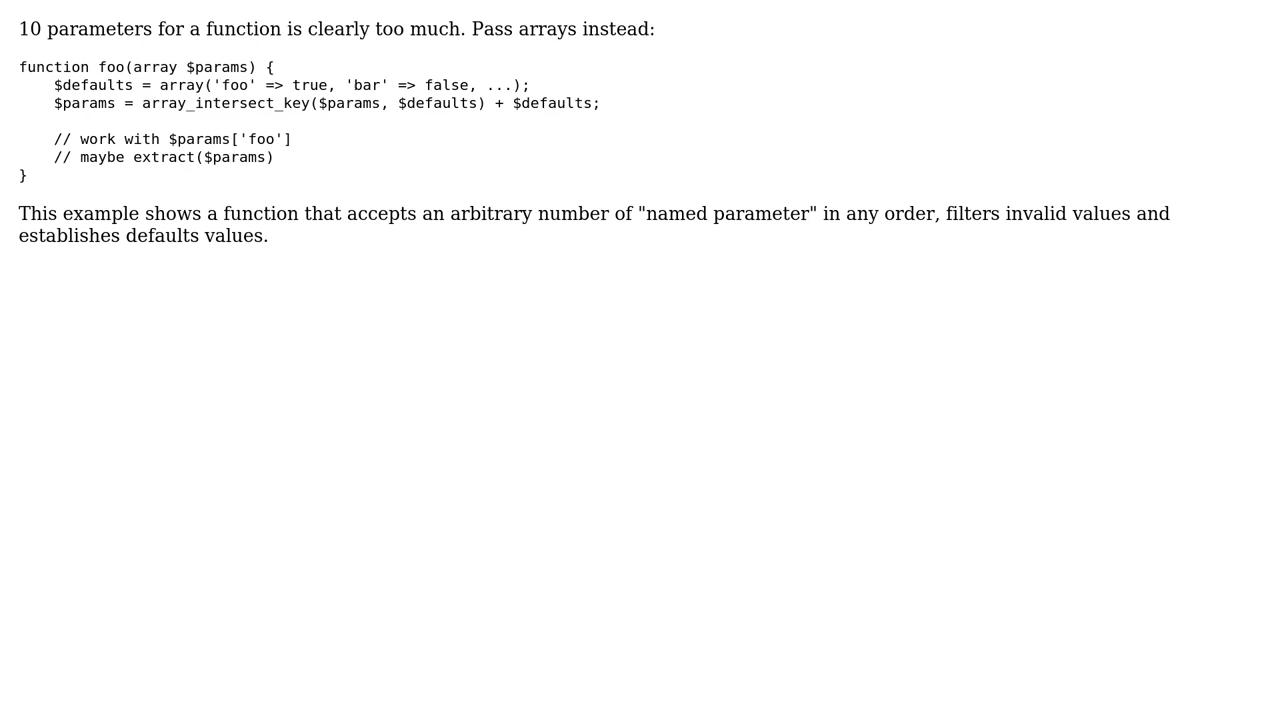 10 parameters for a function is clearly too much. Pass arrays instead:
function foo(array $params) {
    $defaults = array('foo' => true, 'bar' => false, ...);
    $params = array_intersect_key($params, $defaults) + $defaults;

    // work with $params['foo']
    // maybe extract($params)
}
This example shows a function that accepts an arbitrary number of "named parameter" in any order, filters invalid values and
establishes defaults values.